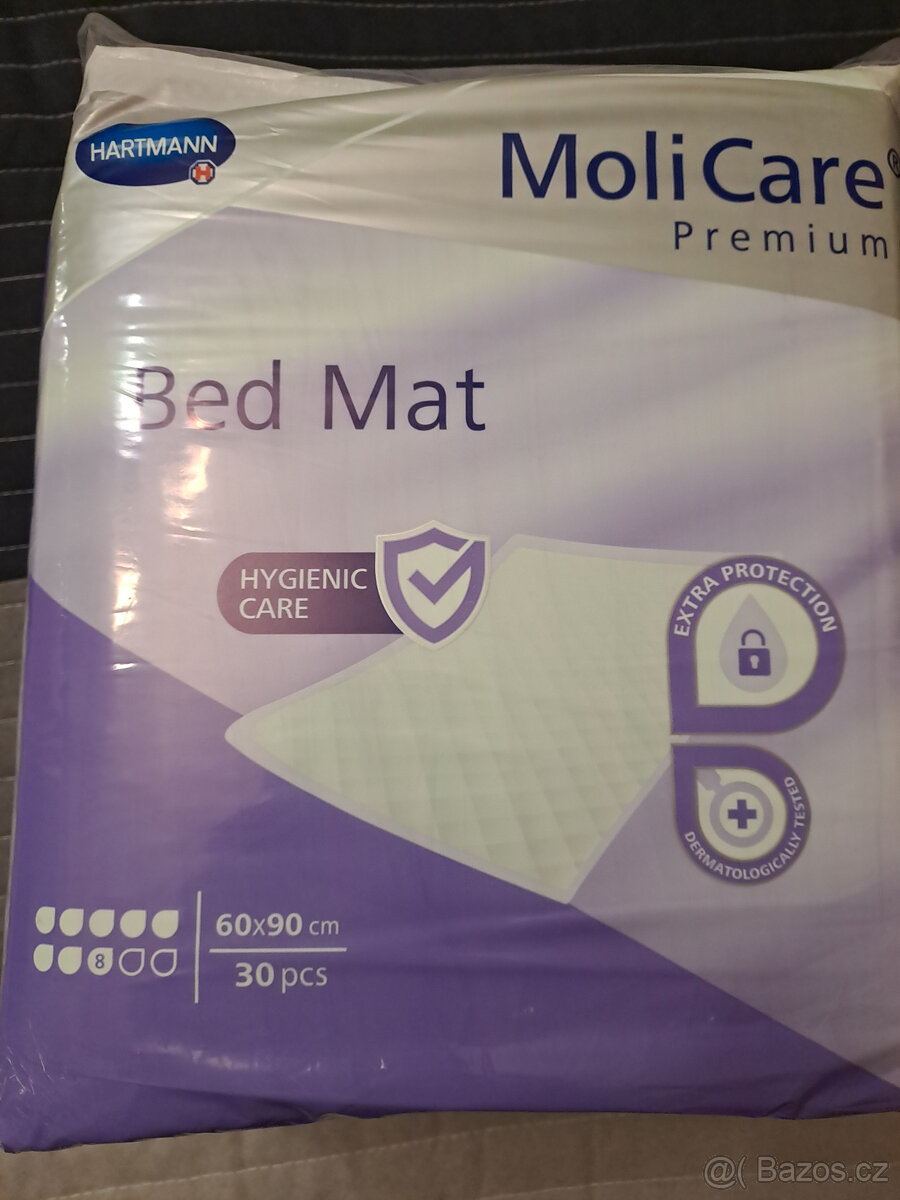 HARTMANN
H
MoliCare®
Premium
Bed Mat
HYGIENIC
CARE
EXTRA PROTECTION
DERMATOLOGICALLY TESTED
8
60x90 cm
30 pcs
@( Bazos.cz